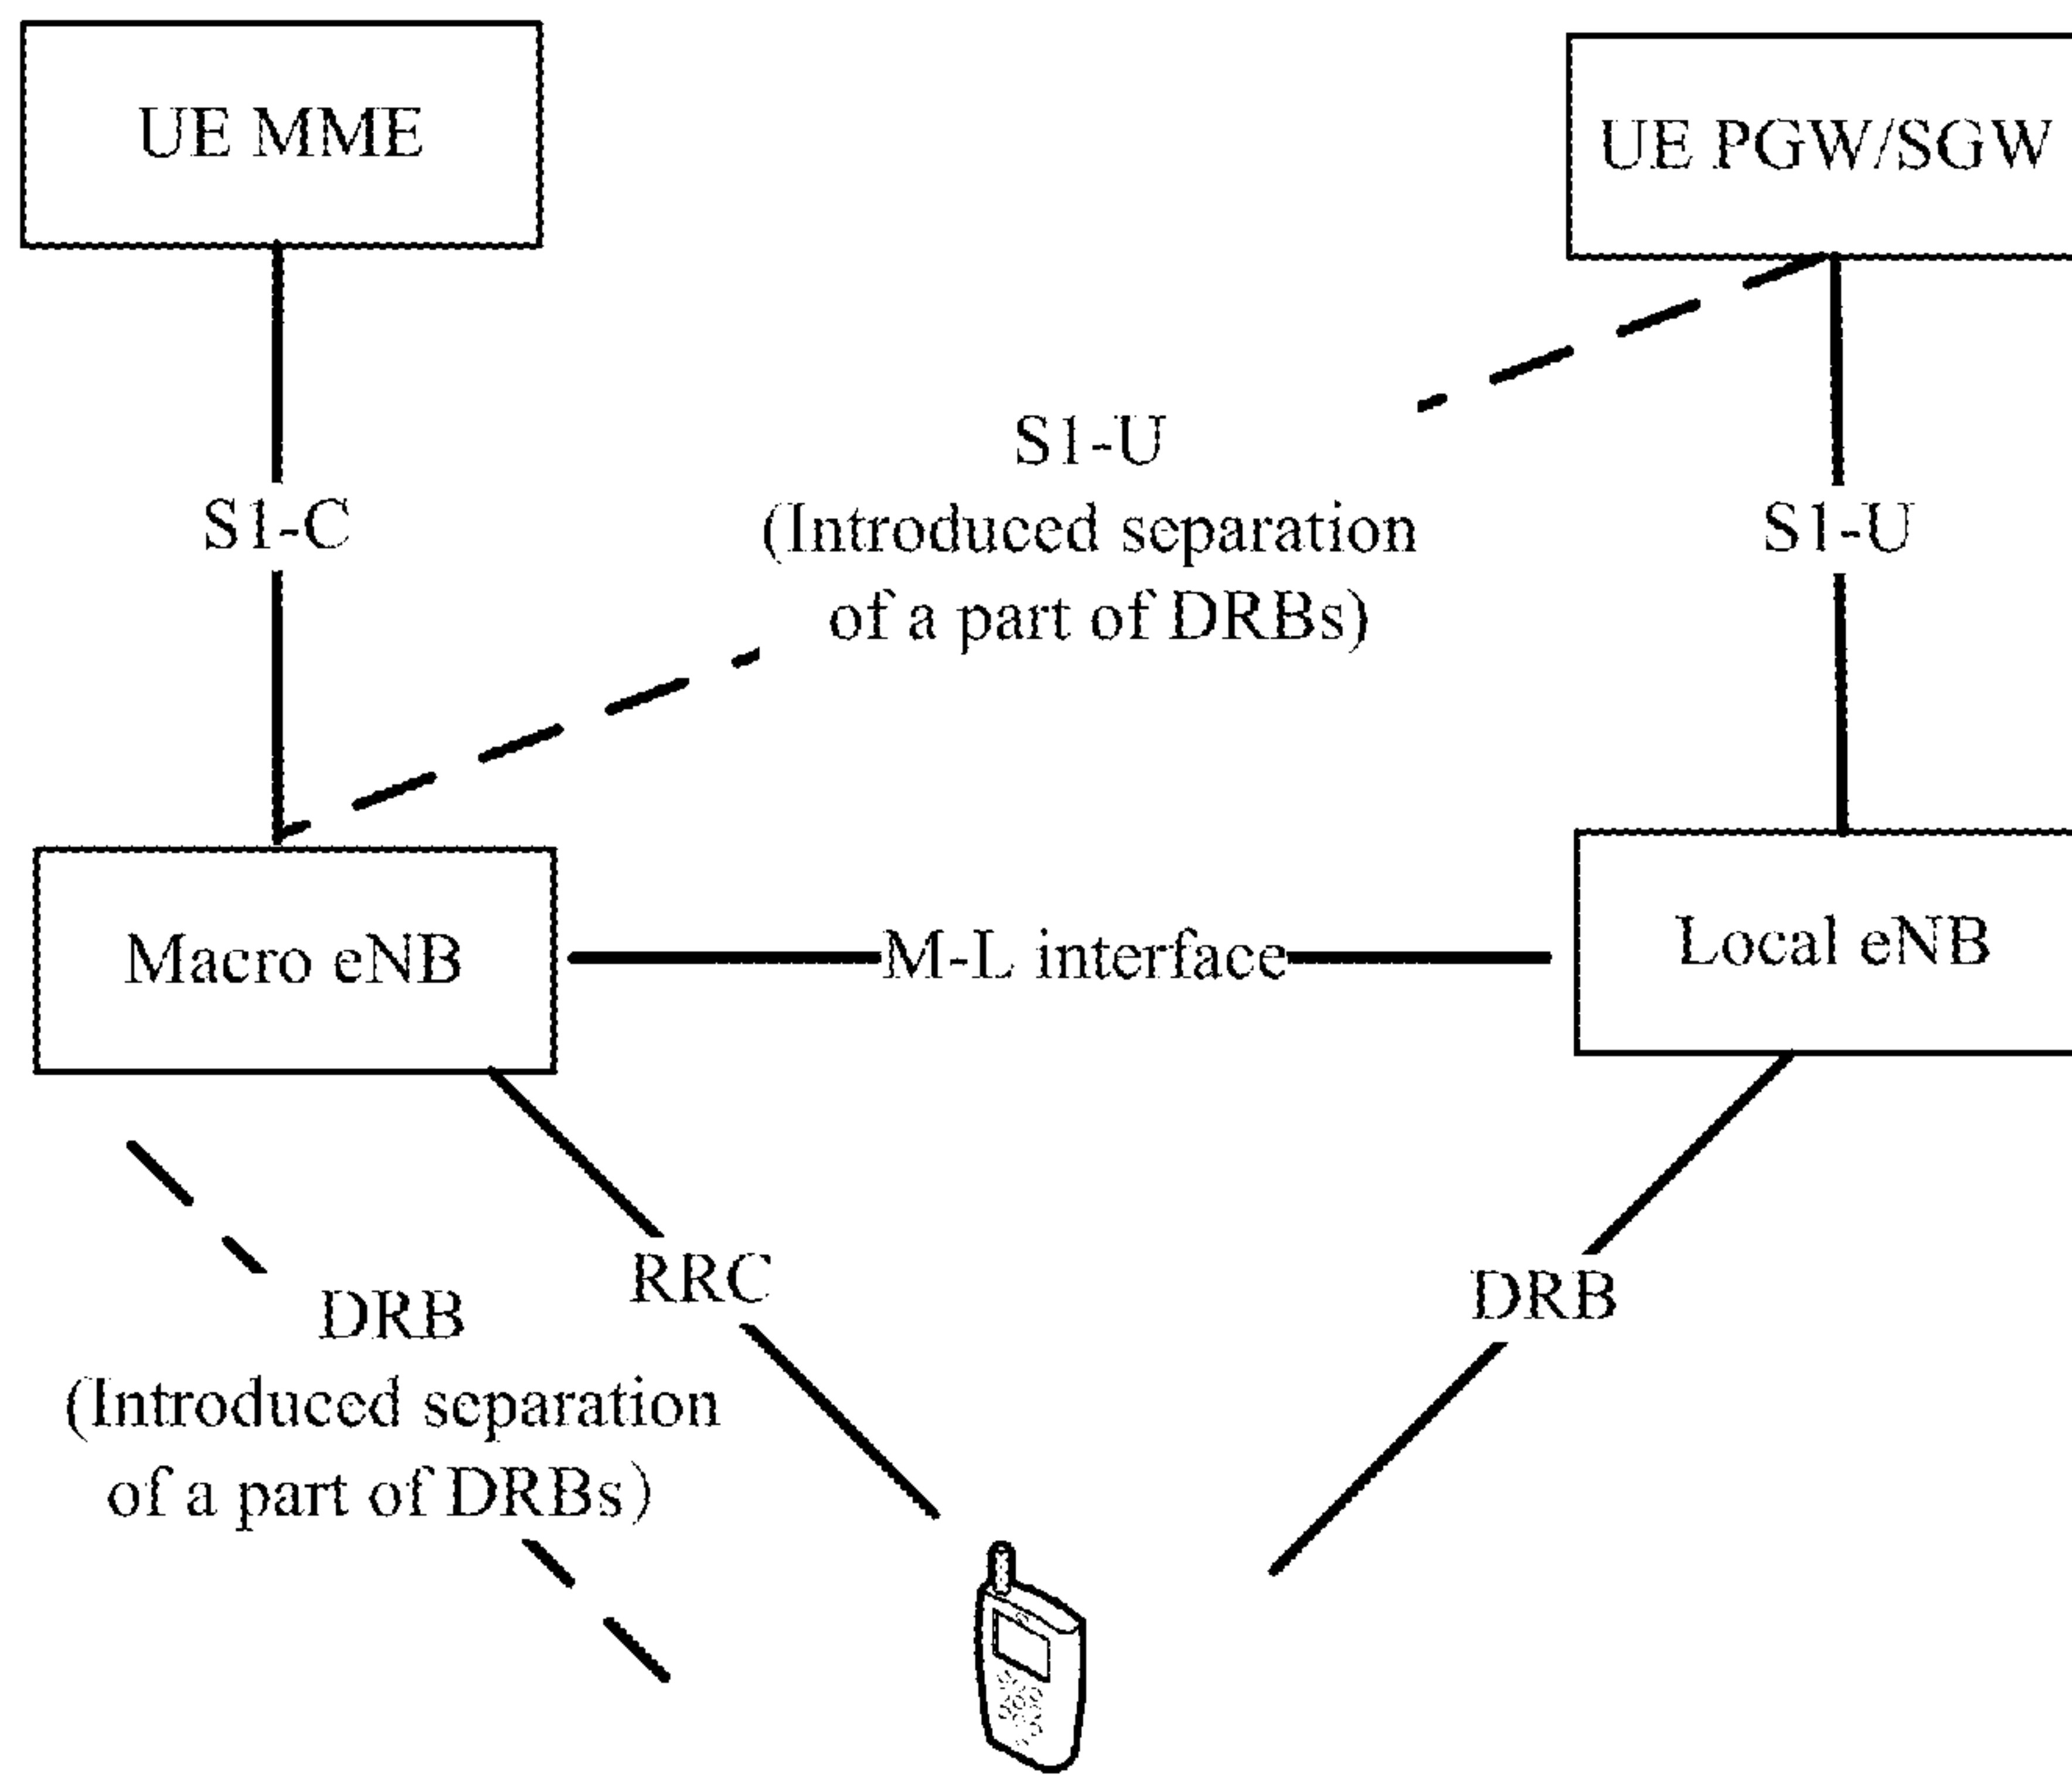 UE MME
UE PGW/SGW
S1-U
S1-C
(Introduced separation
S1-U
of a part of DRBs)
Macro eNB
M-L interface
Local eNB
RRC
DRB
DRB
(Introduced separation
of a part of DRBs)